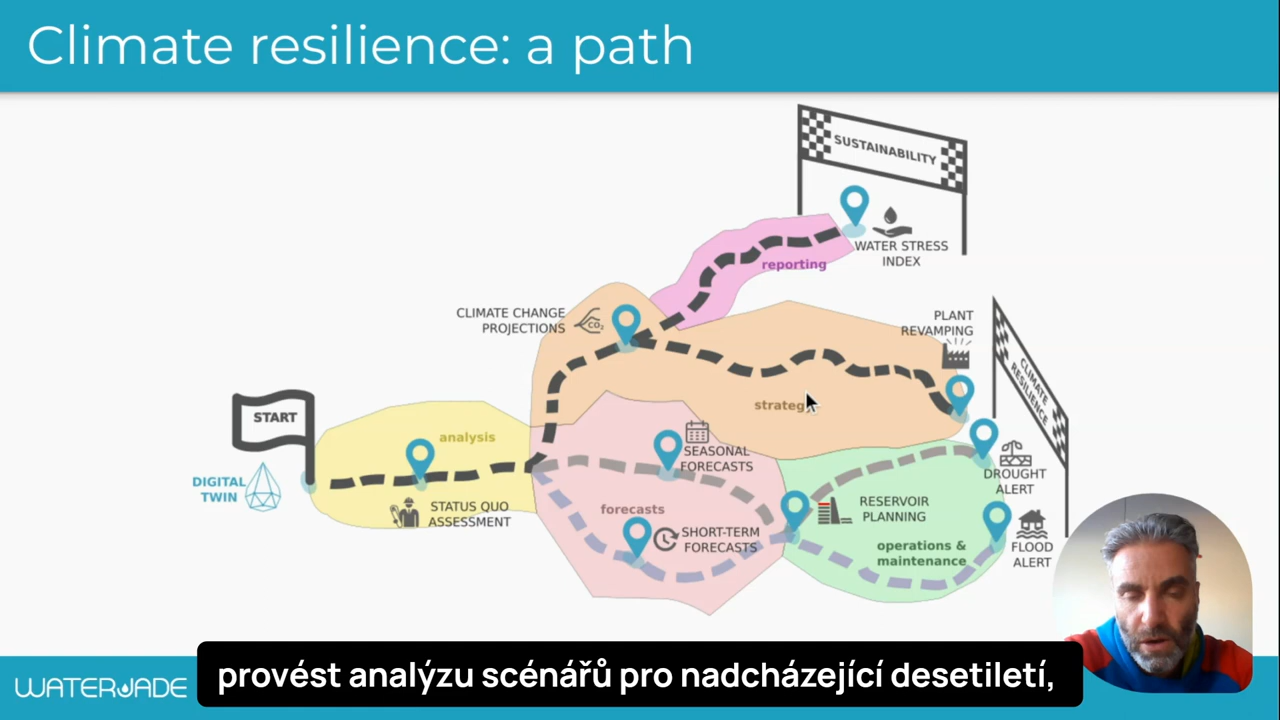 Climate resilience: a path
SUSTAINABILITY
WATER STRESS
INDEX
reporting
CLIMATE CHANGE
PROJECTIONS
CO₂
PLANT
REVAMPING
CLIMATE
RESILIENCE
START
strateg
analysis
SEASONAL
FORECASTS
DROUGHT
ALERT
DIGITAL
TWIN
STATUS QUO
ASSESSMENT
forecasts
RESERVOIR
PLANNING
SHORT-TERM
FORECASTS
operations &
maintenance
FLOOD
ALERT
WATERJADE
provést analýzu scénářů pro nadcházející desetiletí,